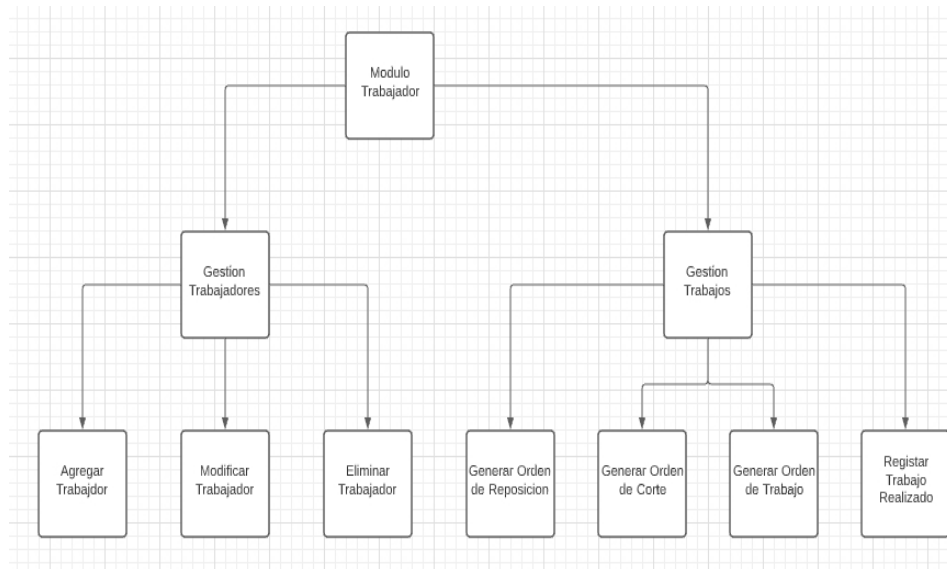 Modulo
Trabajador
Gestion
Trabajadores
Gestion
Trabajos
Agregar
Trabajdor
Modificar
Trabajador
Eliminar
Trabajador
Generar Orden
de Reposicion
Generar Orden
de Corte
Generar Orden
de Trabajo
Registar
Trabajo
Realizado